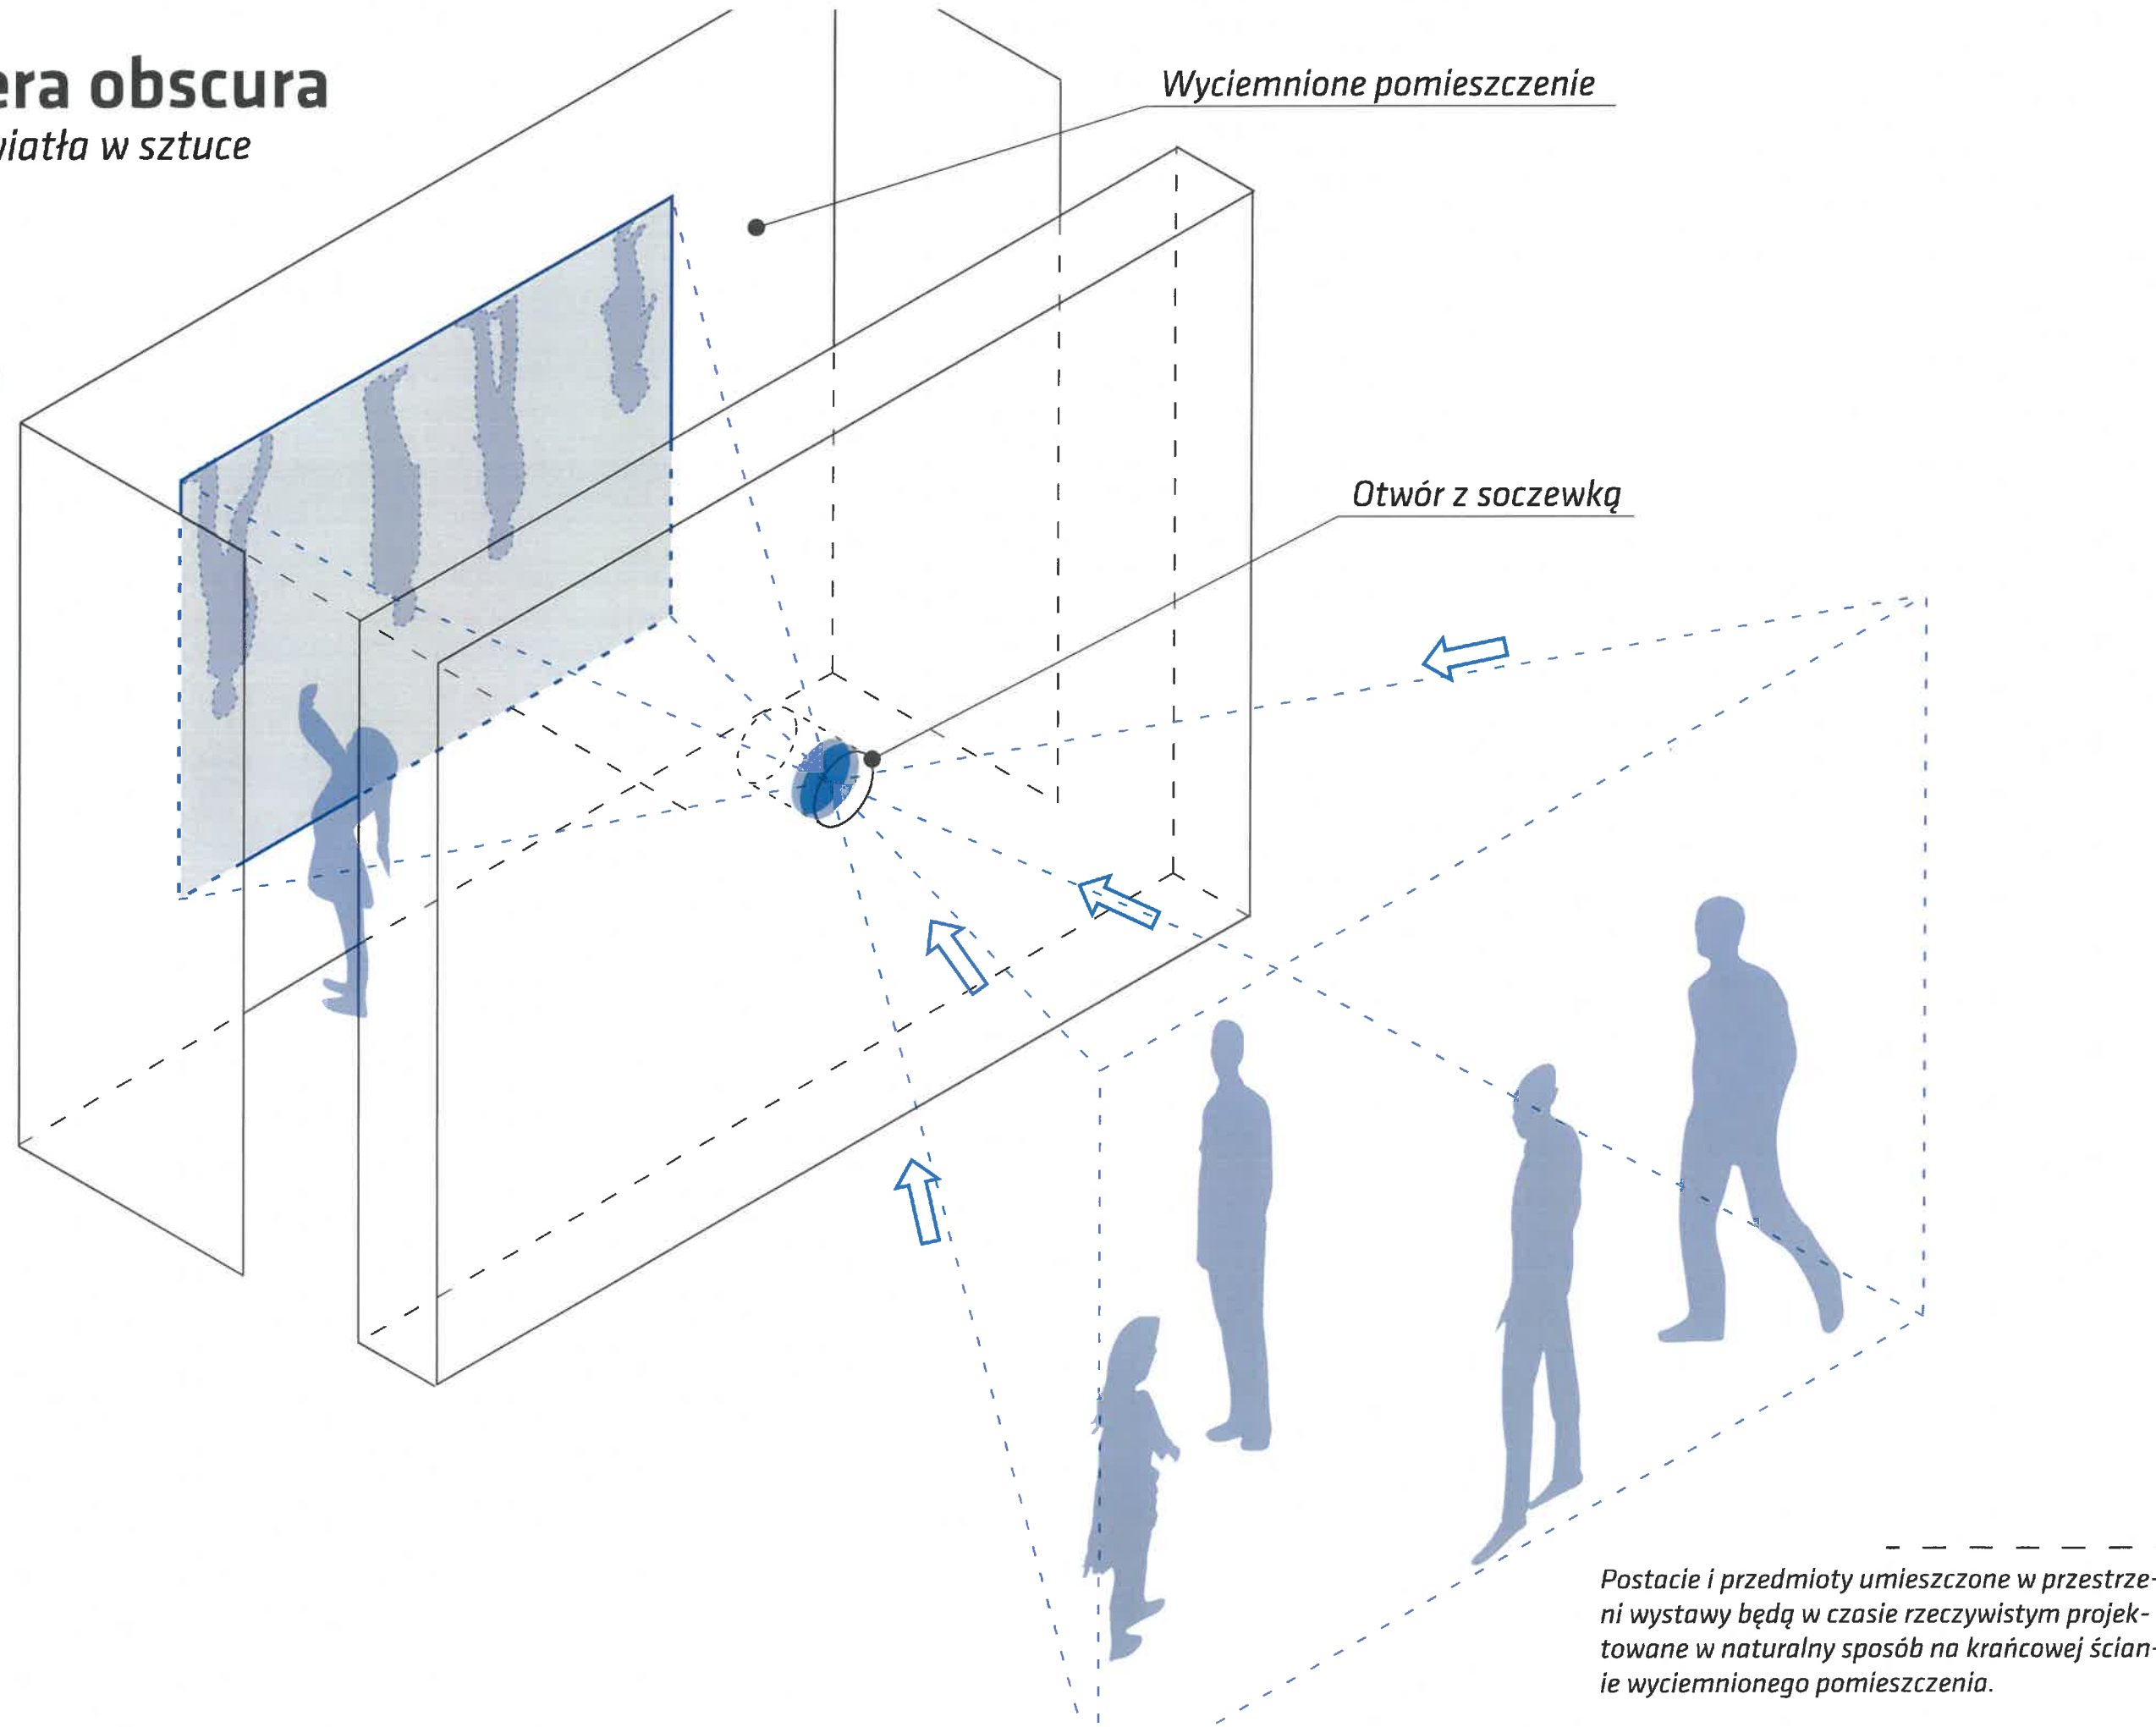 era obscura
wiatła w sztuce
Wyciemnione pomieszczenie
Otwór z soczewką
Postacie i przedmioty umieszczone w przestrze-
ni wystawy będą w czasie rzeczywistym projek-
towane w naturalny sposób na krańcowej ścian-
ie wyciemnionego pomieszczenia.